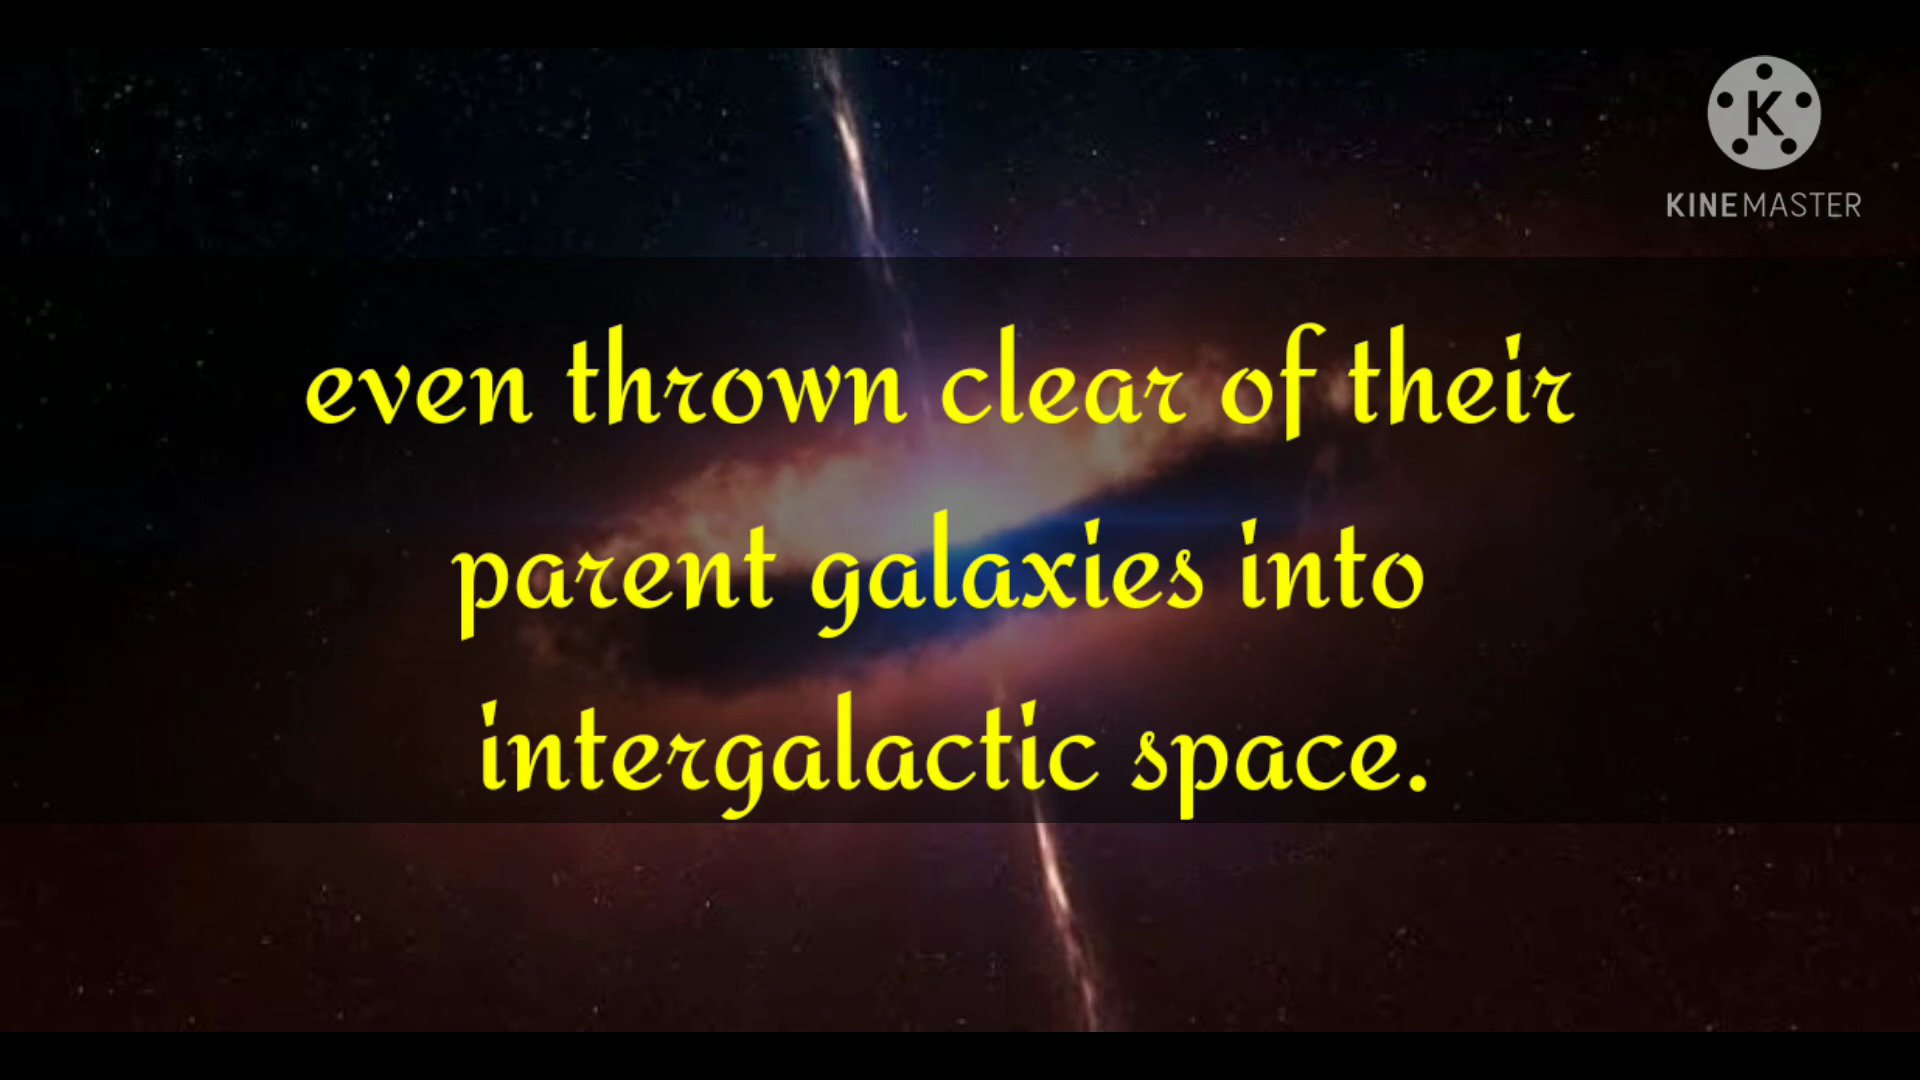 K
KINEMASTER
even thrown clear of their
parent galaxies into
intergalactic space.